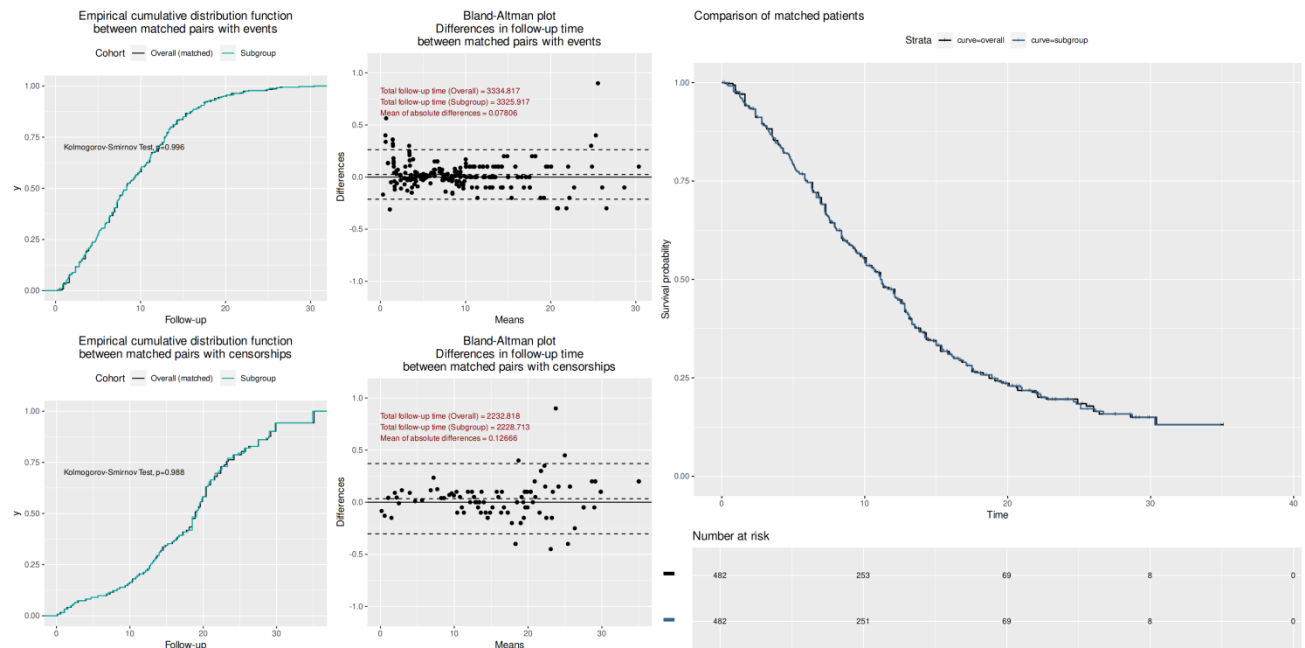 Empirical cumulative distribution function
between matched pairs with events
Cohort Overall (matched) Subgroup
1.00
0.75
0.50
0.25
0.00
y
Kolmogorov-Smirnov Test, p=0.996
0 10 20 30
Follow-up
Bland-Altman plot
Differences in follow-up time
between matched pairs with events
1.0
0.5
0.0
-0.5
-1.0
Differences
Total follow-up time (Overall) = 3334.817
Total follow-up time (Subgroup) = 3325.917
Mean of absolute differences = 0.07806
0 10 20 30
Means
Empirical cumulative distribution function
between matched pairs with censorships
Cohort Overall (matched) Subgroup
1.00
0.75
0.50
0.25
0.00
y
Kolmogorov-Smirnov Test, p=0.988
0 10 20 30
Follow-up
Bland-Altman plot
Differences in follow-up time
between matched pairs with censorships
1.0
0.5
0.0
-0.5
-1.0
Differences
Total follow-up time (Overall) = 2232.818
Total follow-up time (Subgroup) = 2228.713
Mean of absolute differences = 0.12666
0 10 20 30
Means
Comparison of matched patients
Strata curve=overall curve=subgroup
1.00
0.75
0.50
0.25
0.00
Survival probability
0 10 20 30 40
Time
Number at risk
482 253 69 8 0
482 251 69 8 0